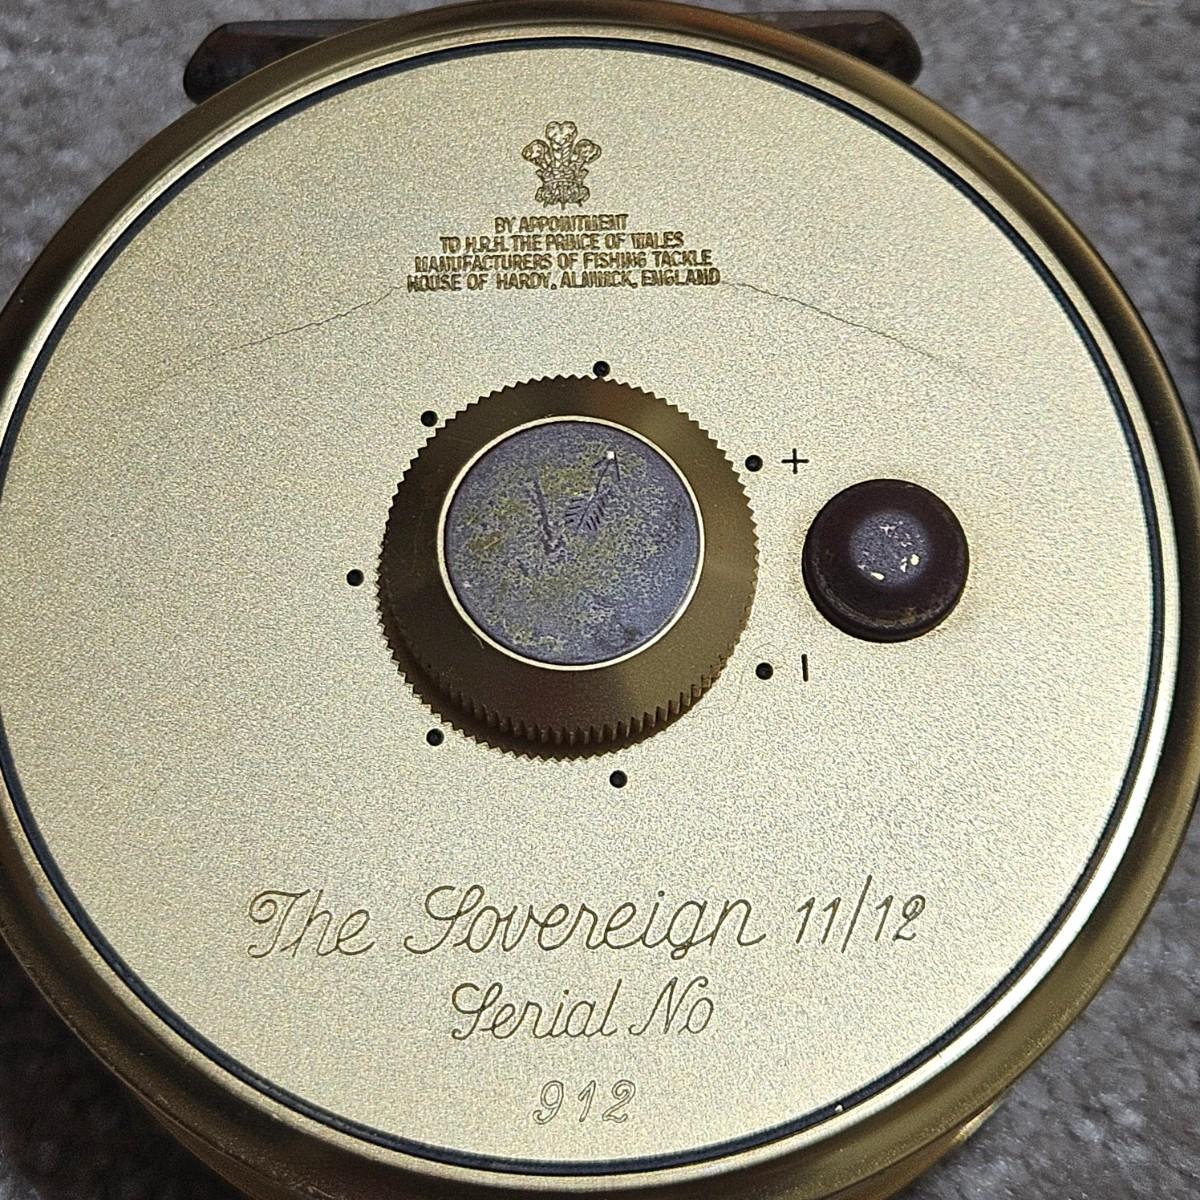 BY APPOINTMENT
TO H.R.H. THE PRINCE OF WALES
MANUFACTURERS OF FISHING TACKLE
HOUSE OF HARDY, ALNWICK, ENGLAND
+
–
The Sovereign 11/12
Serial No
912